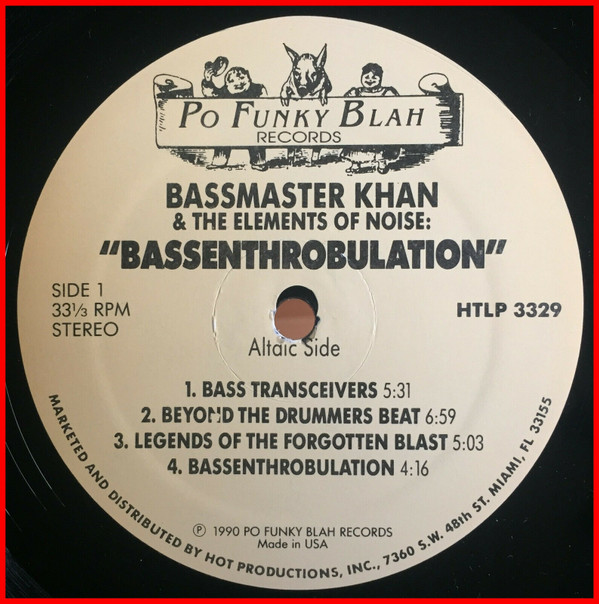 PO FUNKY BLAH
RECORDS
BASSMASTER KHAN
& THE ELEMENTS OF NOISE:
"BASSENTHROBULATION"
SIDE 1
33⅓ RPM
STEREO
HTLP 3329
Altaic Side
1. BASS TRANSCEIVERS 5:31
2. BEYOND THE DRUMMERS BEAT 6:59
3. LEGENDS OF THE FORGOTTEN BLAST 5:03
4. BASSENTHROBULATION 4:16
℗ 1990 PO FUNKY BLAH RECORDS
Made in USA
MARKETED AND DISTRIBUTED BY HOT PRODUCTIONS, INC., 7360 S.W. 48th ST. MIAMI, FL 33155